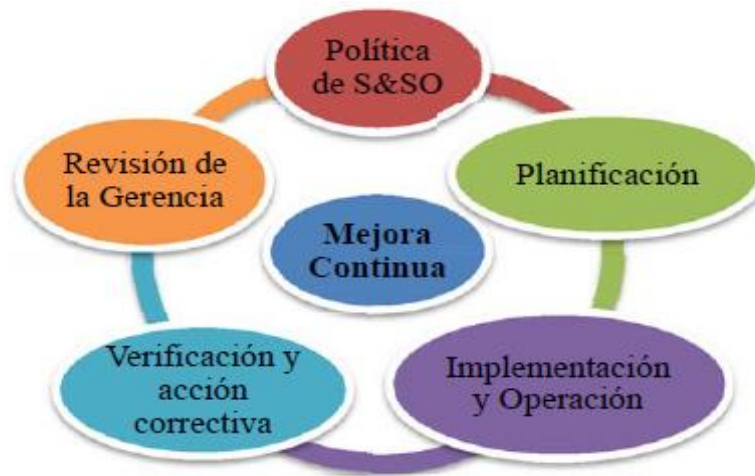 Política
de S&SO
Planificación
Implementación
y Operación
Verificación y
acción
correctiva
Revisión de
la Gerencia
Mejora
Continua